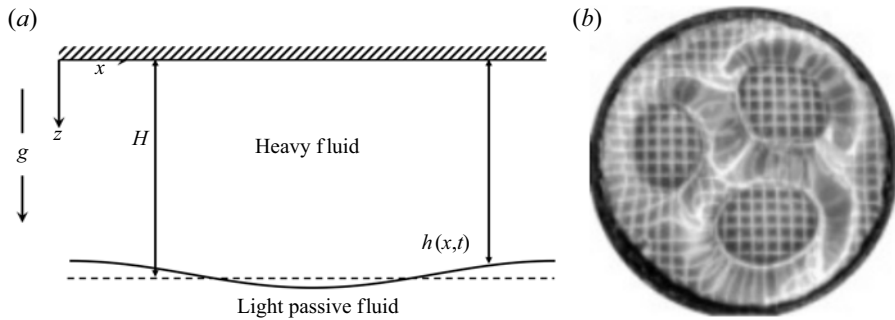 (a)
(b)
x
z
g
H
Heavy fluid
h(x,t)
Light passive fluid